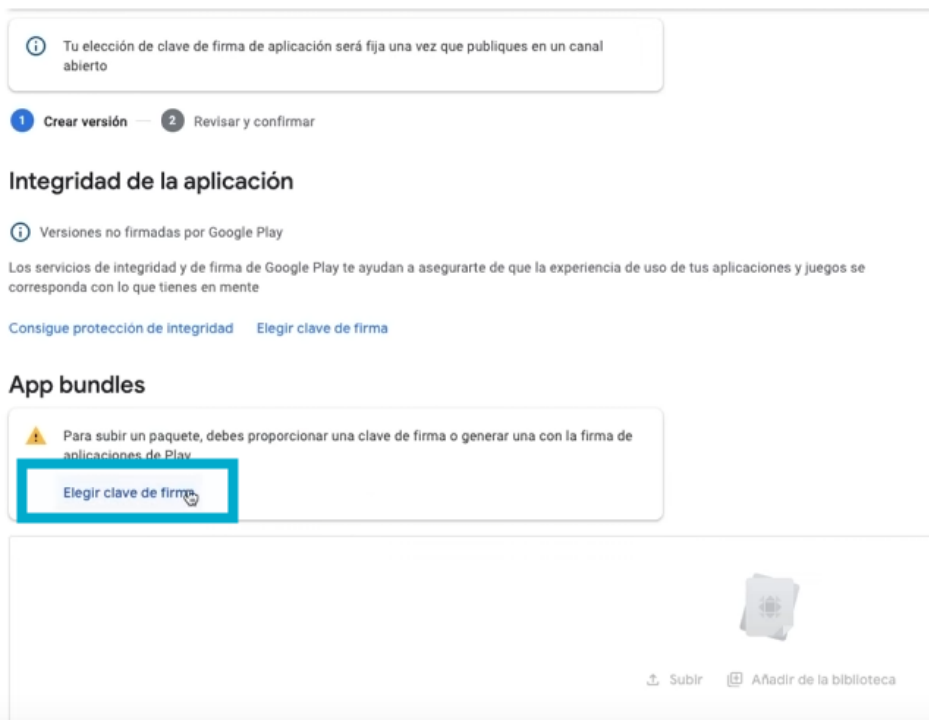 Tu elección de clave de firma de aplicación será fija una vez que publiques en un canal
abierto
1 Crear versión 2 Revisar y confirmar
Integridad de la aplicación
Versiones no firmadas por Google Play
Los servicios de integridad y de firma de Google Play te ayudan a asegurarte de que la experiencia de uso de tus aplicaciones y juegos se
corresponda con lo que tienes en mente
Consigue protección de integridad Elegir clave de firma
App bundles
Para subir un paquete, debes proporcionar una clave de firma o generar una con la firma de
aplicaciones de Play
Elegir clave de firma
Subir Añadir de la biblioteca